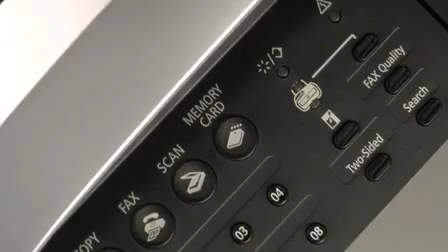 MEMORY
CARD
SCAN
FAX
COPY
FAX Quality
Search
Two-Sided
03
04
08